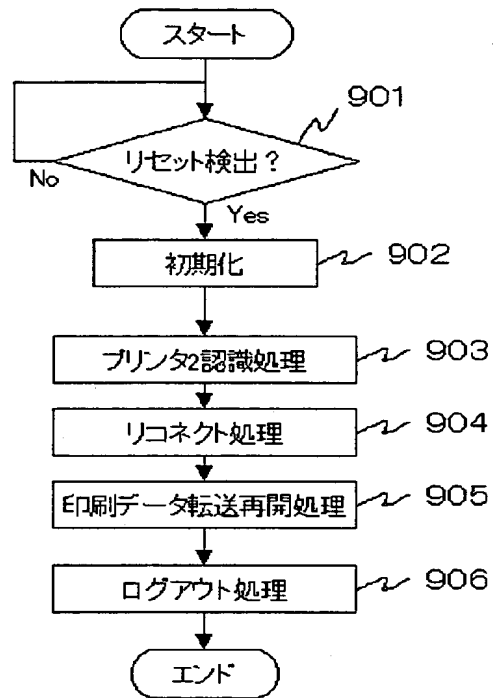 スタート
901
リセット検出?
No
Yes
初期化
902
プリンタ2認識処理
903
リコネクト処理
904
印刷データ転送再開処理
905
ログアウト処理
906
エンド